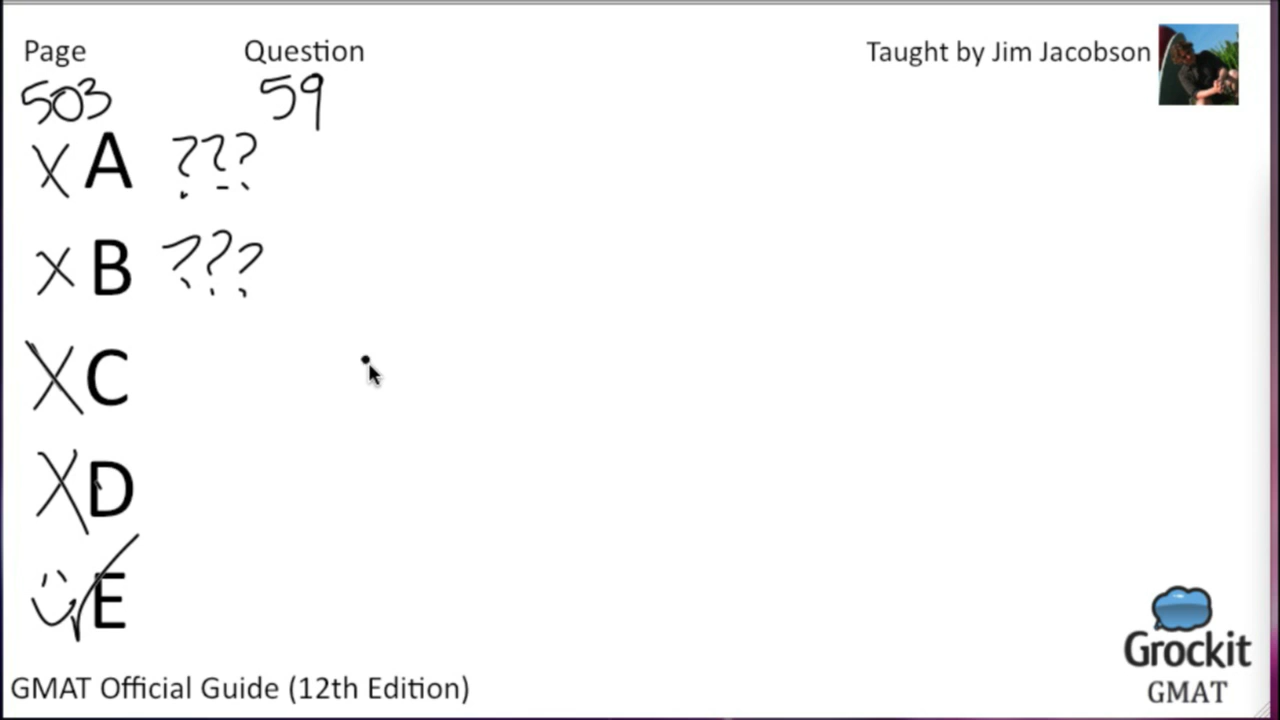 Page Question Taught by Jim Jacobson
503 59
X A ???
X B ???
X C
X D
E
Grockit
GMAT
GMAT Official Guide (12th Edition)